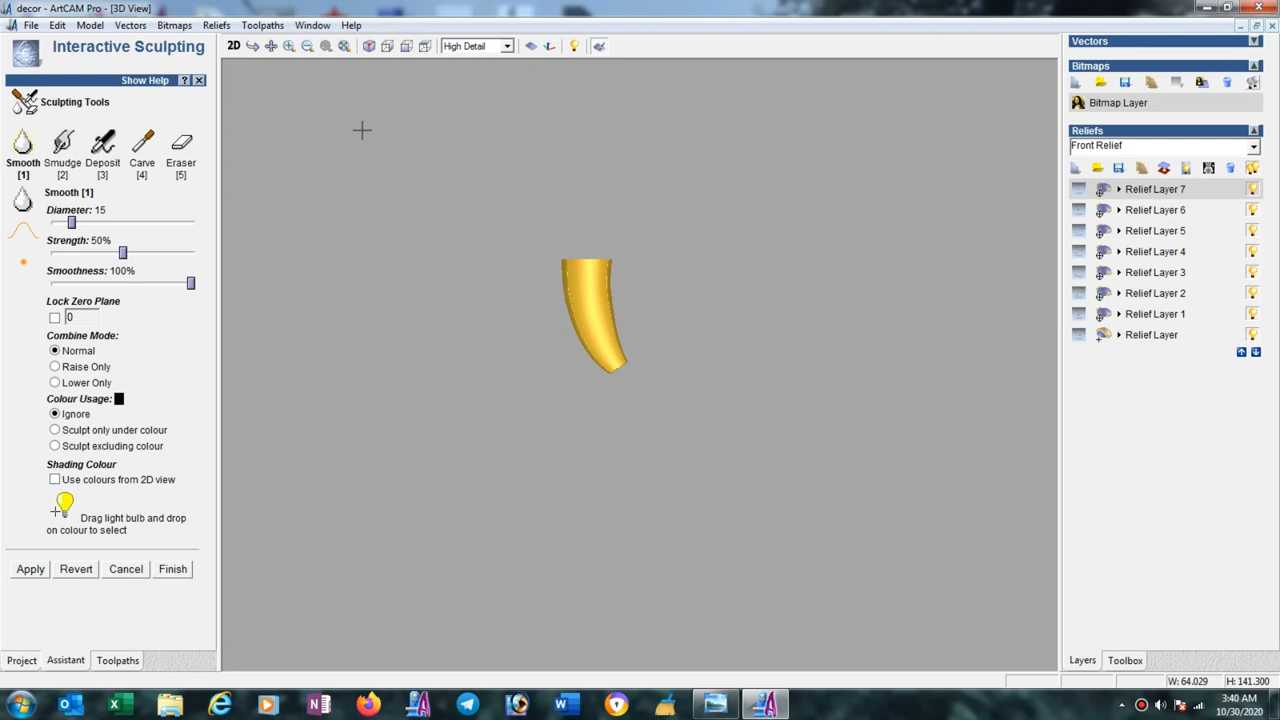 decor - ArtCAM Pro - [3D View]
File Edit Model Vectors Bitmaps Reliefs Toolpaths Window Help
Interactive Sculpting
Show Help ?
Sculpting Tools
Smooth Smudge Deposit Carve Eraser
[1] [2] [3] [4] [5]
Smooth [1]
Diameter: 15
Strength: 50%
Smoothness: 100%
Lock Zero Plane
0
Combine Mode:
Normal
Raise Only
Lower Only
Colour Usage:
Ignore
Sculpt only under colour
Sculpt excluding colour
Shading Colour
Use colours from 2D view
Drag light bulb and drop
on colour to select
Apply Revert Cancel Finish
Project Assistant Toolpaths
2D High Detail
Vectors
Bitmaps
Bitmap Layer
Reliefs
Front Relief
Relief Layer 7
Relief Layer 6
Relief Layer 5
Relief Layer 4
Relief Layer 3
Relief Layer 2
Relief Layer 1
Relief Layer
Layers Toolbox
W: 64.029 H: 141.300
3:40 AM
10/30/2020